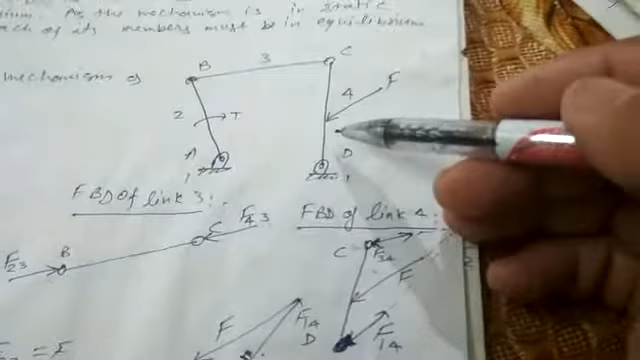 As the mechanism is in static
each of its members must be in equilibrium
mechanism of
B 3 C
F
2 T 4
A D
1 1
FBD of link 3:
FBD of link 4:
F23 B C F43
C F34 F
F F14 D F14
F23 = F